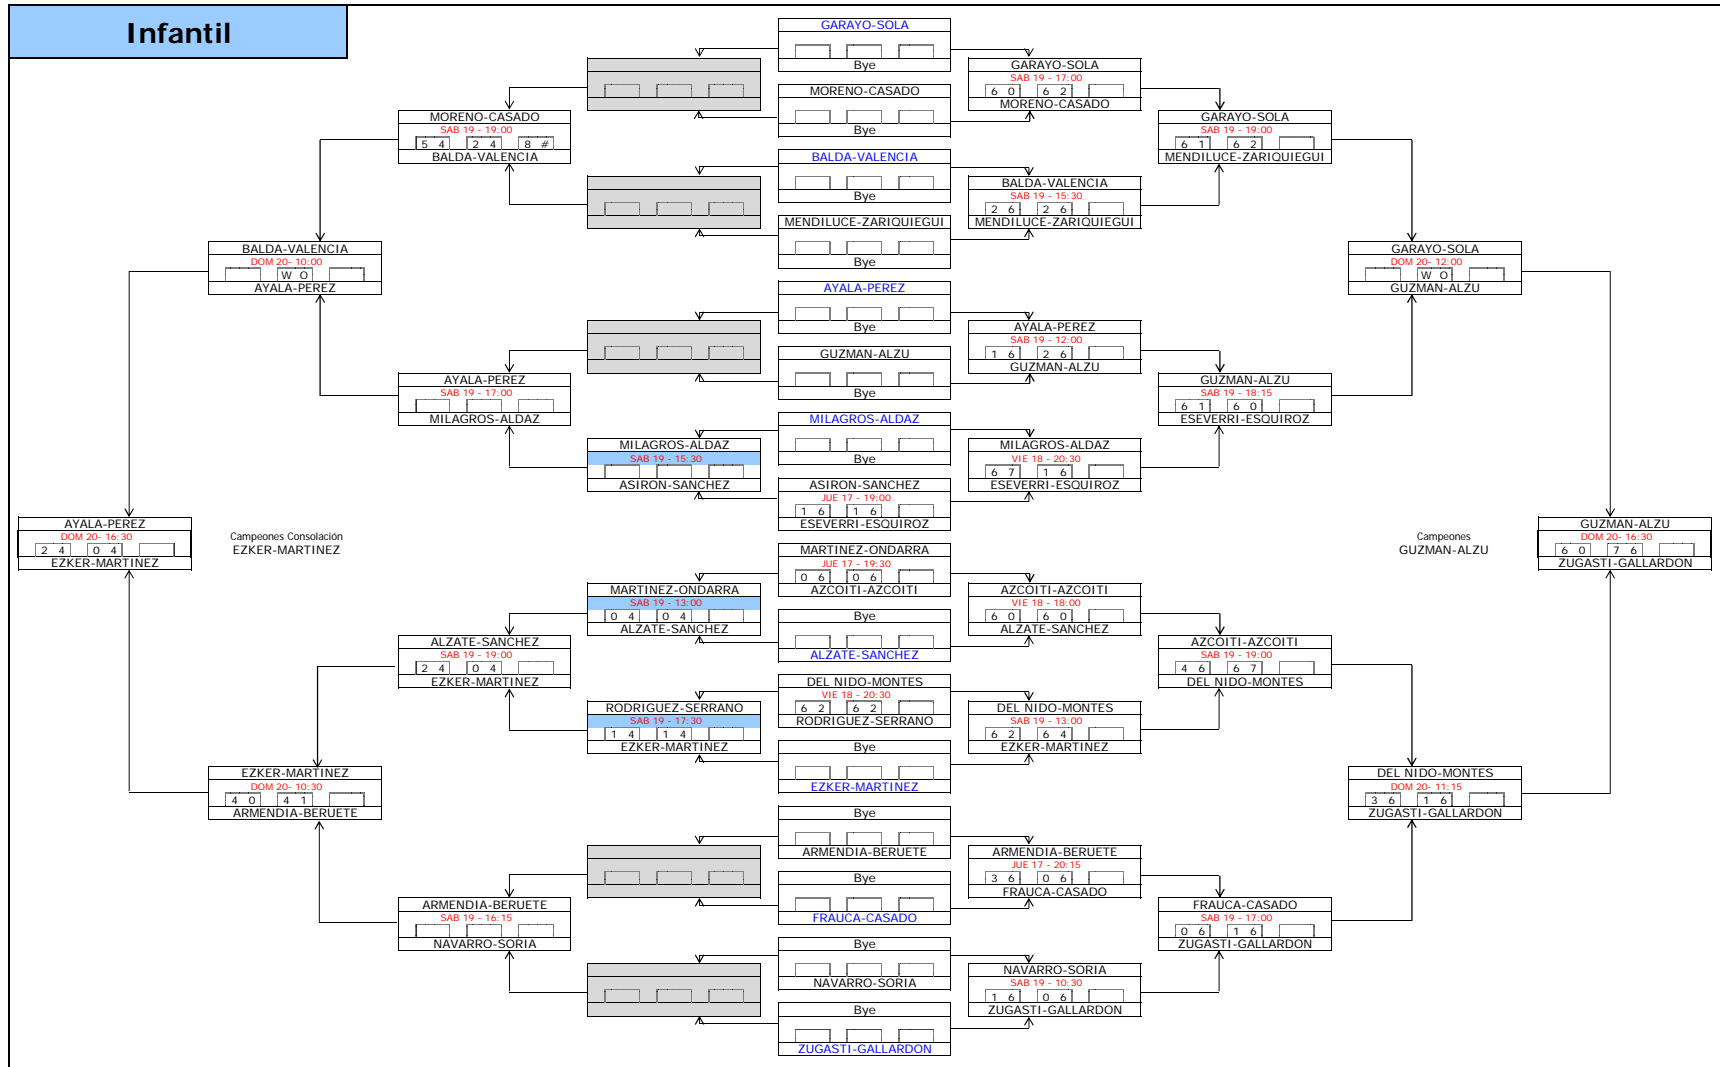 Infantil
GARAYO-SOLA
Bye
MORENO-CASADO
Bye
BALDA-VALENCIA
Bye
MENDILUCE-ZARIQUIEGUI
Bye
AYALA-PEREZ
Bye
GUZMAN-ALZU
Bye
MILAGROS-ALDAZ
Bye
ASIRON-SANCHEZ
JUE 17 - 19:00
1 6 1 6
ESEVERRI-ESQUIROZ
MARTINEZ-ONDARRA
JUE 17 - 19:30
0 6 0 6
AZCOITI-AZCOITI
Bye
ALZATE-SANCHEZ
DEL NIDO-MONTES
VIE 18 - 20:30
6 2 6 2
RODRIGUEZ-SERRANO
Bye
EZKER-MARTINEZ
Bye
ARMENDIA-BERUETE
Bye
FRAUCA-CASADO
Bye
NAVARRO-SORIA
Bye
ZUGASTI-GALLARDON
MILAGROS-ALDAZ
SAB 19 - 15:30
ASIRON-SANCHEZ
MARTINEZ-ONDARRA
SAB 19 - 13:00
0 4 0 4
ALZATE-SANCHEZ
RODRIGUEZ-SERRANO
SAB 19 - 17:30
1 4 1 4
EZKER-MARTINEZ
MORENO-CASADO
SAB 19 - 19:00
5 4 2 4 8 #
BALDA-VALENCIA
AYALA-PEREZ
SAB 19 - 17:00
MILAGROS-ALDAZ
ALZATE-SANCHEZ
SAB 19 - 19:00
2 4 0 4
EZKER-MARTINEZ
ARMENDIA-BERUETE
SAB 19 - 16:15
NAVARRO-SORIA
BALDA-VALENCIA
DOM 20- 10:00
W O
AYALA-PEREZ
EZKER-MARTINEZ
DOM 20- 10:30
4 0 4 1
ARMENDIA-BERUETE
AYALA-PEREZ
DOM 20- 16:30
2 4 0 4
EZKER-MARTINEZ
Campeones Consolación
EZKER-MARTINEZ
GARAYO-SOLA
SAB 19 - 17:00
6 0 6 2
MORENO-CASADO
BALDA-VALENCIA
SAB 19 - 15:30
2 6 2 6
MENDILUCE-ZARIQUIEGUI
AYALA-PEREZ
SAB 19 - 12:00
1 6 2 6
GUZMAN-ALZU
MILAGROS-ALDAZ
VIE 18 - 20:30
6 7 1 6
ESEVERRI-ESQUIROZ
AZCOITI-AZCOITI
VIE 18 - 18:00
6 0 6 0
ALZATE-SANCHEZ
DEL NIDO-MONTES
SAB 19 - 13:00
6 2 6 4
EZKER-MARTINEZ
ARMENDIA-BERUETE
JUE 17 - 20:15
3 6 0 6
FRAUCA-CASADO
NAVARRO-SORIA
SAB 19 - 10:30
1 6 0 6
ZUGASTI-GALLARDON
GARAYO-SOLA
SAB 19 - 19:00
6 1 6 2
MENDILUCE-ZARIQUIEGUI
GUZMAN-ALZU
SAB 19 - 18:15
6 1 6 0
ESEVERRI-ESQUIROZ
AZCOITI-AZCOITI
SAB 19 - 19:00
4 6 6 7
DEL NIDO-MONTES
FRAUCA-CASADO
SAB 19 - 17:00
0 6 1 6
ZUGASTI-GALLARDON
GARAYO-SOLA
DOM 20- 12:00
W O
GUZMAN-ALZU
DEL NIDO-MONTES
DOM 20- 11:15
3 6 1 6
ZUGASTI-GALLARDON
Campeones
GUZMAN-ALZU
GUZMAN-ALZU
DOM 20- 16:30
6 0 7 6
ZUGASTI-GALLARDON